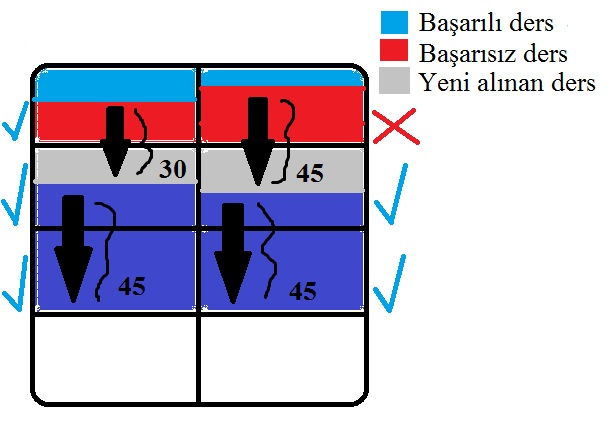 Başarılı ders
Başarısız ders
Yeni alınan ders
30
45
45
45